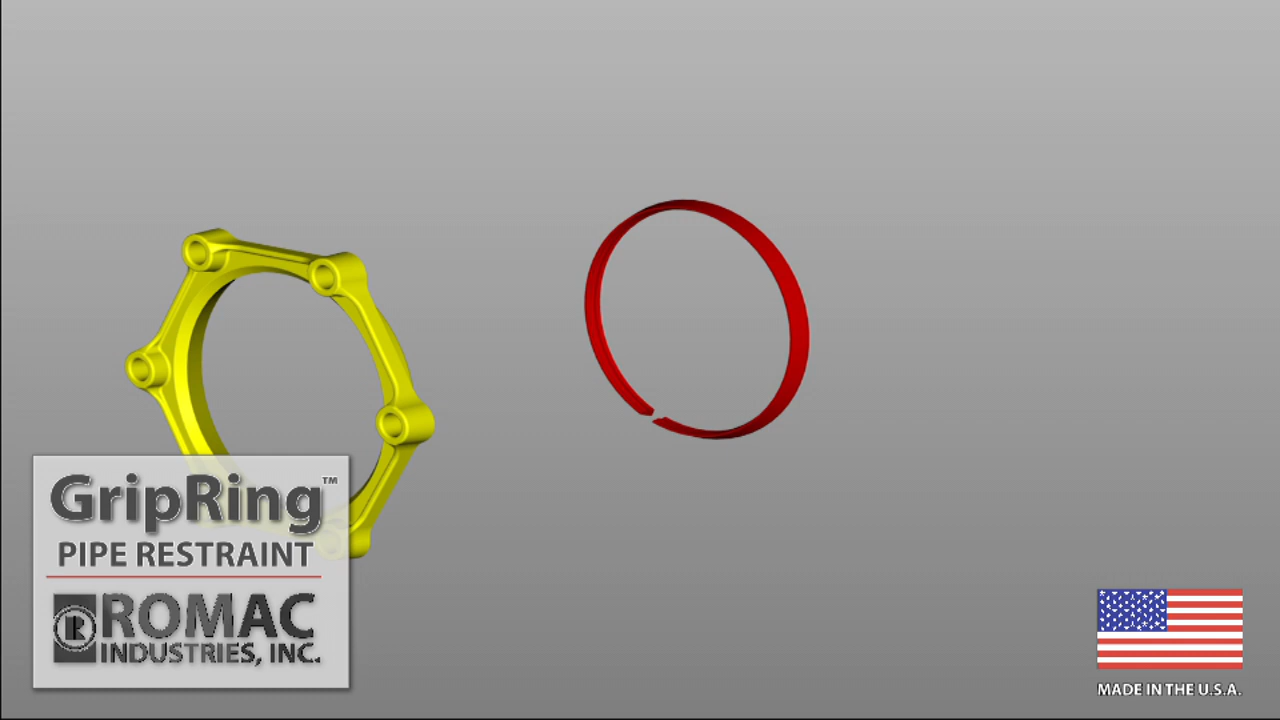 GripRing™
PIPE RESTRAINT
R ROMAC
INDUSTRIES, INC.
MADE IN THE U.S.A.